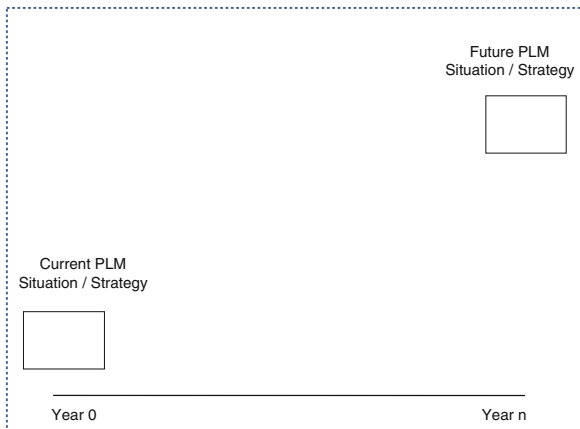 Future PLM
Situation / Strategy
Current PLM
Situation / Strategy
Year 0
Year n